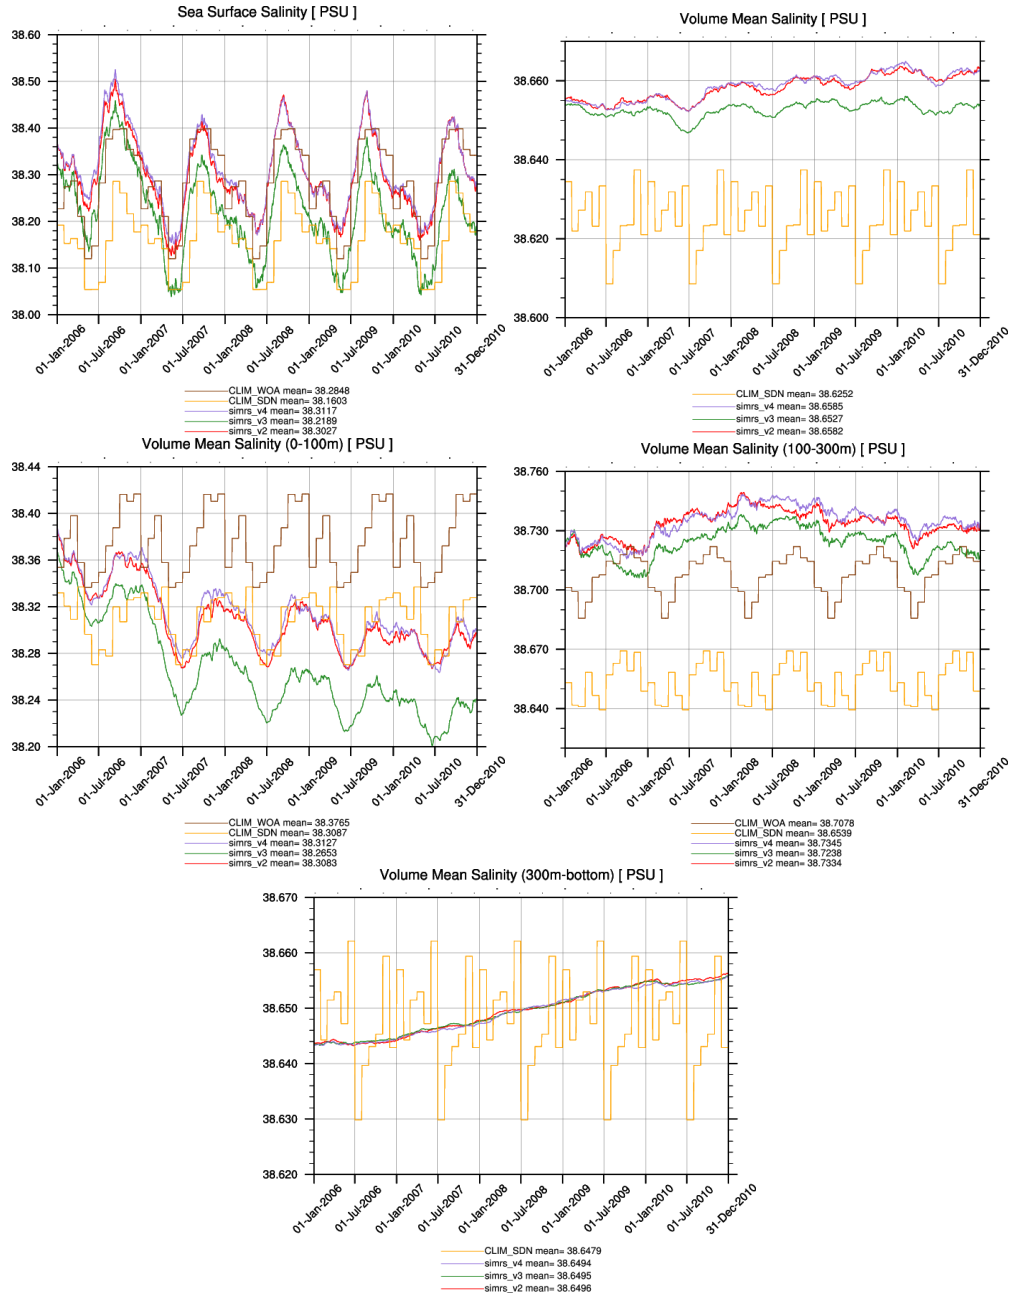 Sea Surface Salinity [ PSU ]
38.60
38.50
38.40
38.30
38.20
38.10
38.00
01-Jan-2006
01-Jul-2006
01-Jan-2007
01-Jul-2007
01-Jan-2008
01-Jul-2008
01-Jan-2009
01-Jul-2009
01-Jan-2010
01-Jul-2010
31-Dec-2010
CLIM_WOA mean= 38.2848
CLIM_SDN mean= 38.1603
simrs_v4 mean= 38.3117
simrs_v3 mean= 38.2189
simrs_v2 mean= 38.3027
Volume Mean Salinity [ PSU ]
38.660
38.640
38.620
38.600
01-Jan-2006
01-Jul-2006
01-Jan-2007
01-Jul-2007
01-Jan-2008
01-Jul-2008
01-Jan-2009
01-Jul-2009
01-Jan-2010
01-Jul-2010
31-Dec-2010
CLIM_SDN mean= 38.6252
simrs_v4 mean= 38.6585
simrs_v3 mean= 38.6527
simrs_v2 mean= 38.6582
Volume Mean Salinity (0-100m) [ PSU ]
38.44
38.40
38.36
38.32
38.28
38.24
38.20
01-Jan-2006
01-Jul-2006
01-Jan-2007
01-Jul-2007
01-Jan-2008
01-Jul-2008
01-Jan-2009
01-Jul-2009
01-Jan-2010
01-Jul-2010
31-Dec-2010
CLIM_WOA mean= 38.3765
CLIM_SDN mean= 38.3087
simrs_v4 mean= 38.3127
simrs_v3 mean= 38.2653
simrs_v2 mean= 38.3083
Volume Mean Salinity (100-300m) [ PSU ]
38.760
38.730
38.700
38.670
38.640
01-Jan-2006
01-Jul-2006
01-Jan-2007
01-Jul-2007
01-Jan-2008
01-Jul-2008
01-Jan-2009
01-Jul-2009
01-Jan-2010
01-Jul-2010
31-Dec-2010
CLIM_WOA mean= 38.7078
CLIM_SDN mean= 38.6539
simrs_v4 mean= 38.7345
simrs_v3 mean= 38.7238
simrs_v2 mean= 38.7334
Volume Mean Salinity (300m-bottom) [ PSU ]
38.670
38.660
38.650
38.640
38.630
38.620
01-Jan-2006
01-Jul-2006
01-Jan-2007
01-Jul-2007
01-Jan-2008
01-Jul-2008
01-Jan-2009
01-Jul-2009
01-Jan-2010
01-Jul-2010
31-Dec-2010
CLIM_SDN mean= 38.6479
simrs_v4 mean= 38.6494
simrs_v3 mean= 38.6495
simrs_v2 mean= 38.6496